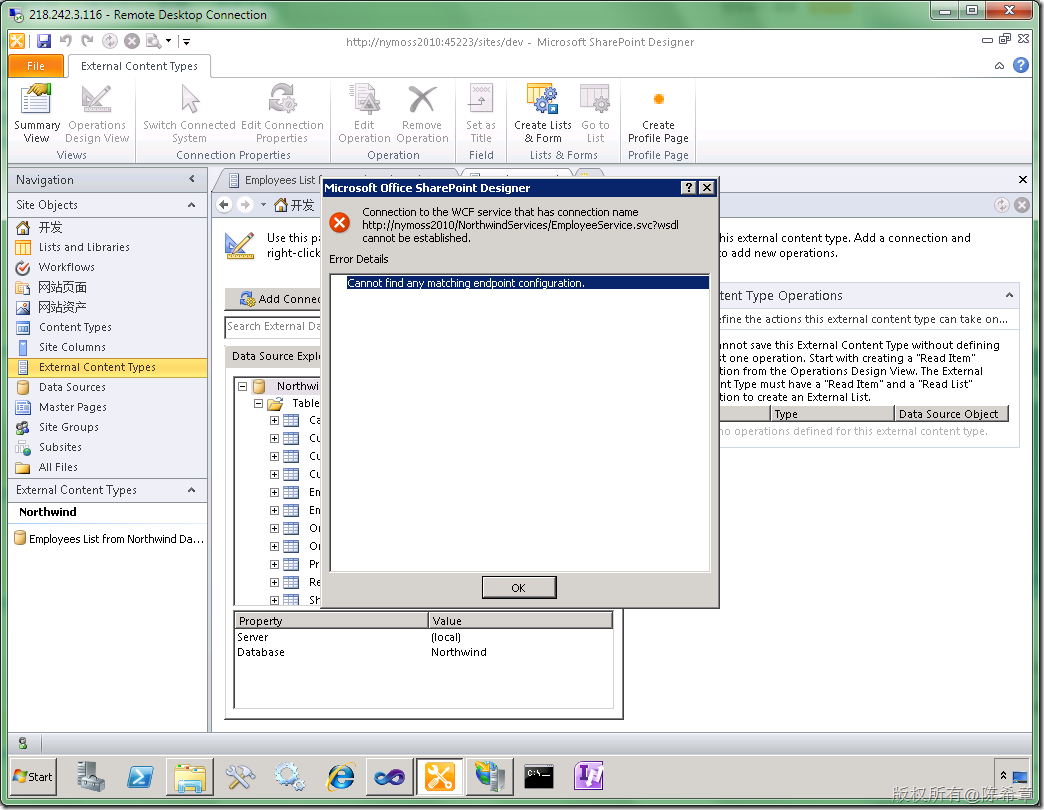 218.242.3.116 - Remote Desktop Connection
http://nymoss2010:45223/sites/dev - Microsoft SharePoint Designer
File
External Content Types
Summary View
Operations Design View
Switch Connected System
Edit Connection Properties
Edit Operation
Remove Operation
Set as Title
Create Lists & Form
Go to List
Create Profile Page
Views
Connection Properties
Operation
Field
Lists & Forms
Profile Page
Navigation
Employees List
Site Objects
开发
Lists and Libraries
Workflows
网站页面
网站资产
Content Types
Site Columns
External Content Types
Data Sources
Master Pages
Site Groups
Subsites
All Files
External Content Types
Northwind
Employees List from Northwind Da...
开发
Use this pa
right-click
Add Connec
Search External Da
Data Source Explo
Northwi
Table
Ca
Cu
Cu
Cu
Em
Em
Or
Or
Pr
Re
Sh
Property Value
Server (local)
Database Northwind
Microsoft Office SharePoint Designer
Connection to the WCF service that has connection name
http://nymoss2010/NorthwindServices/EmployeeService.svc?wsdl
cannot be established.
Error Details
Cannot find any matching endpoint configuration.
OK
his external content type. Add a connection and
to add new operations.
tent Type Operations
efine the actions this external content type can take on...
annot save this External Content Type without defining
st one operation. Start with creating a "Read Item"
tion from the Operations Design View. The External
nt Type must have a "Read Item" and a "Read List"
tion to create an External List.
Type Data Source Object
no operations defined for this external content type.
Start
版权所有@陈希章